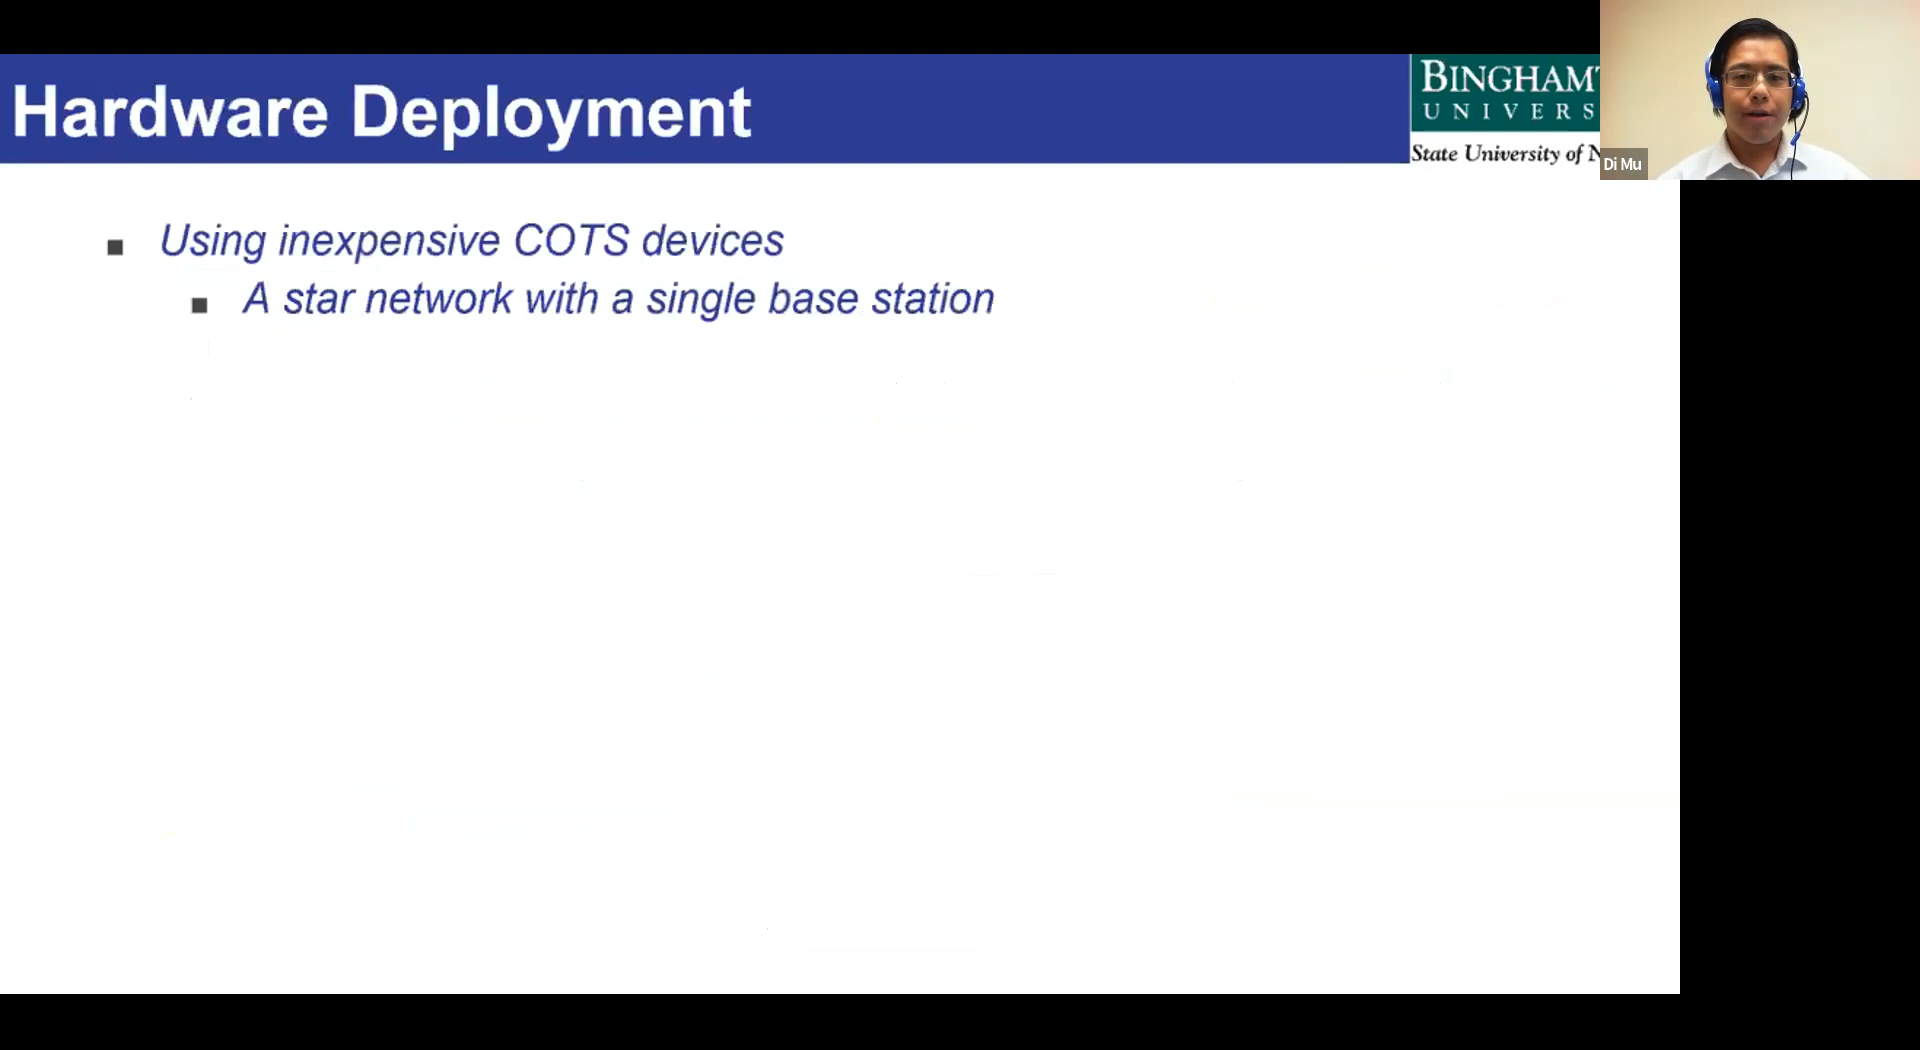 Hardware Deployment
BINGHAM
UNIVERS
State University of N
Di Mu
Using inexpensive COTS devices
A star network with a single base station